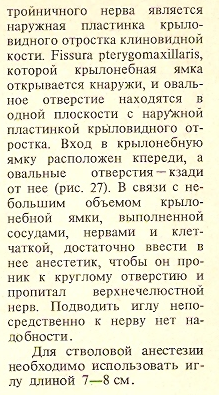 тройничного нерва является
наружная пластинка крыло-
видного отростка клиновидной
кости. Fissura pterygomaxillaris,
которой крылонебная ямка
открывается кнаружи, и оваль-
ное отверстие находятся в
одной плоскости с наружной
пластинкой крыловидного от-
ростка. Вход в крылонебную
ямку расположен кпереди, а
овальные отверстия—кзади
от нее (рис. 27). В связи с не-
большим объемом крыло-
небной ямки, выполненной
сосудами, нервами и клет-
чаткой, достаточно ввести в
нее анестетик, чтобы он про-
ник к круглому отверстию и
пропитал верхнечелюстной
нерв. Подводить иглу непо-
средственно к нерву нет на-
добности.
Для стволовой анестезии
необходимо использовать иг-
лу длиной 7—8 см.